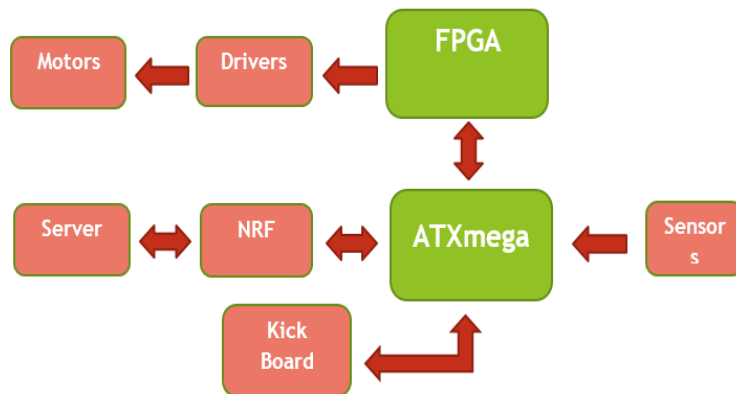 FPGA
Motors
Drivers
Server
NRF
ATXmega
Sensor
s
Kick
Board